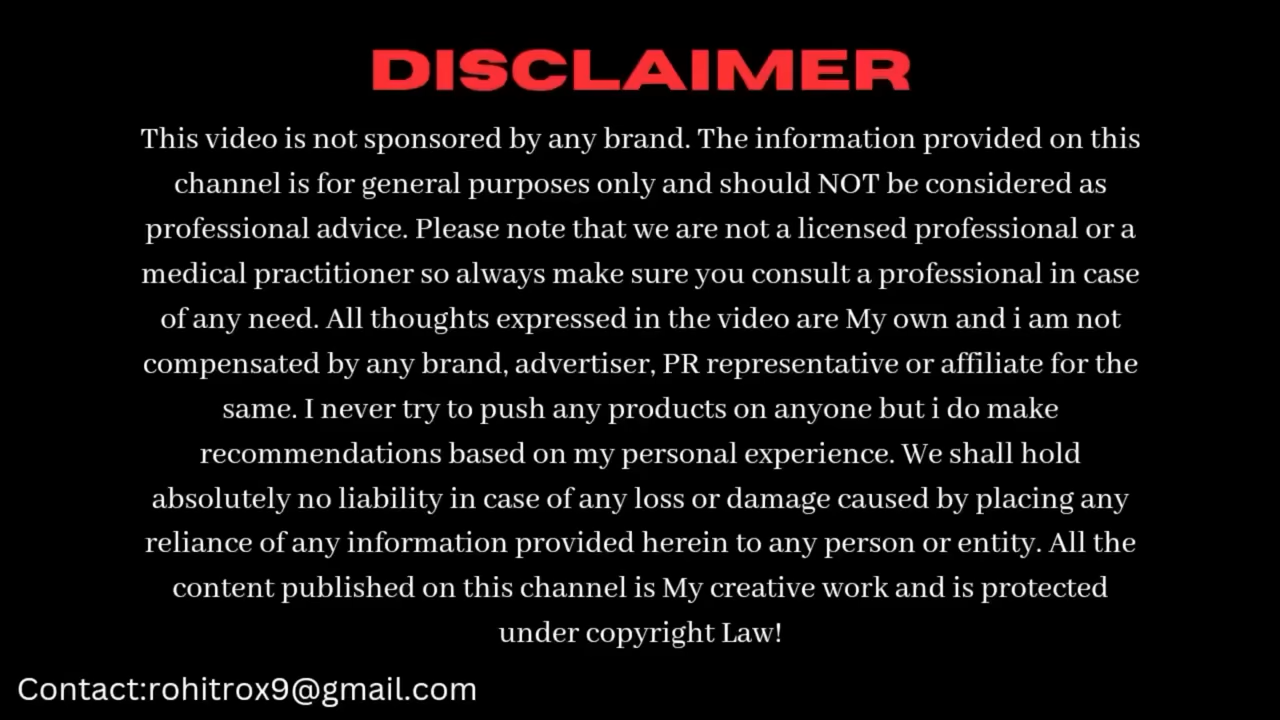 DISCLAIMER
This video is not sponsored by any brand. The information provided on this
channel is for general purposes only and should NOT be considered as
professional advice. Please note that we are not a licensed professional or a
medical practitioner so always make sure you consult a professional in case
of any need. All thoughts expressed in the video are My own and i am not
compensated by any brand, advertiser, PR representative or affiliate for the
same. I never try to push any products on anyone but i do make
recommendations based on my personal experience. We shall hold
absolutely no liability in case of any loss or damage caused by placing any
reliance of any information provided herein to any person or entity. All the
content published on this channel is My creative work and is protected
under copyright Law!
Contact:rohitrox9@gmail.com